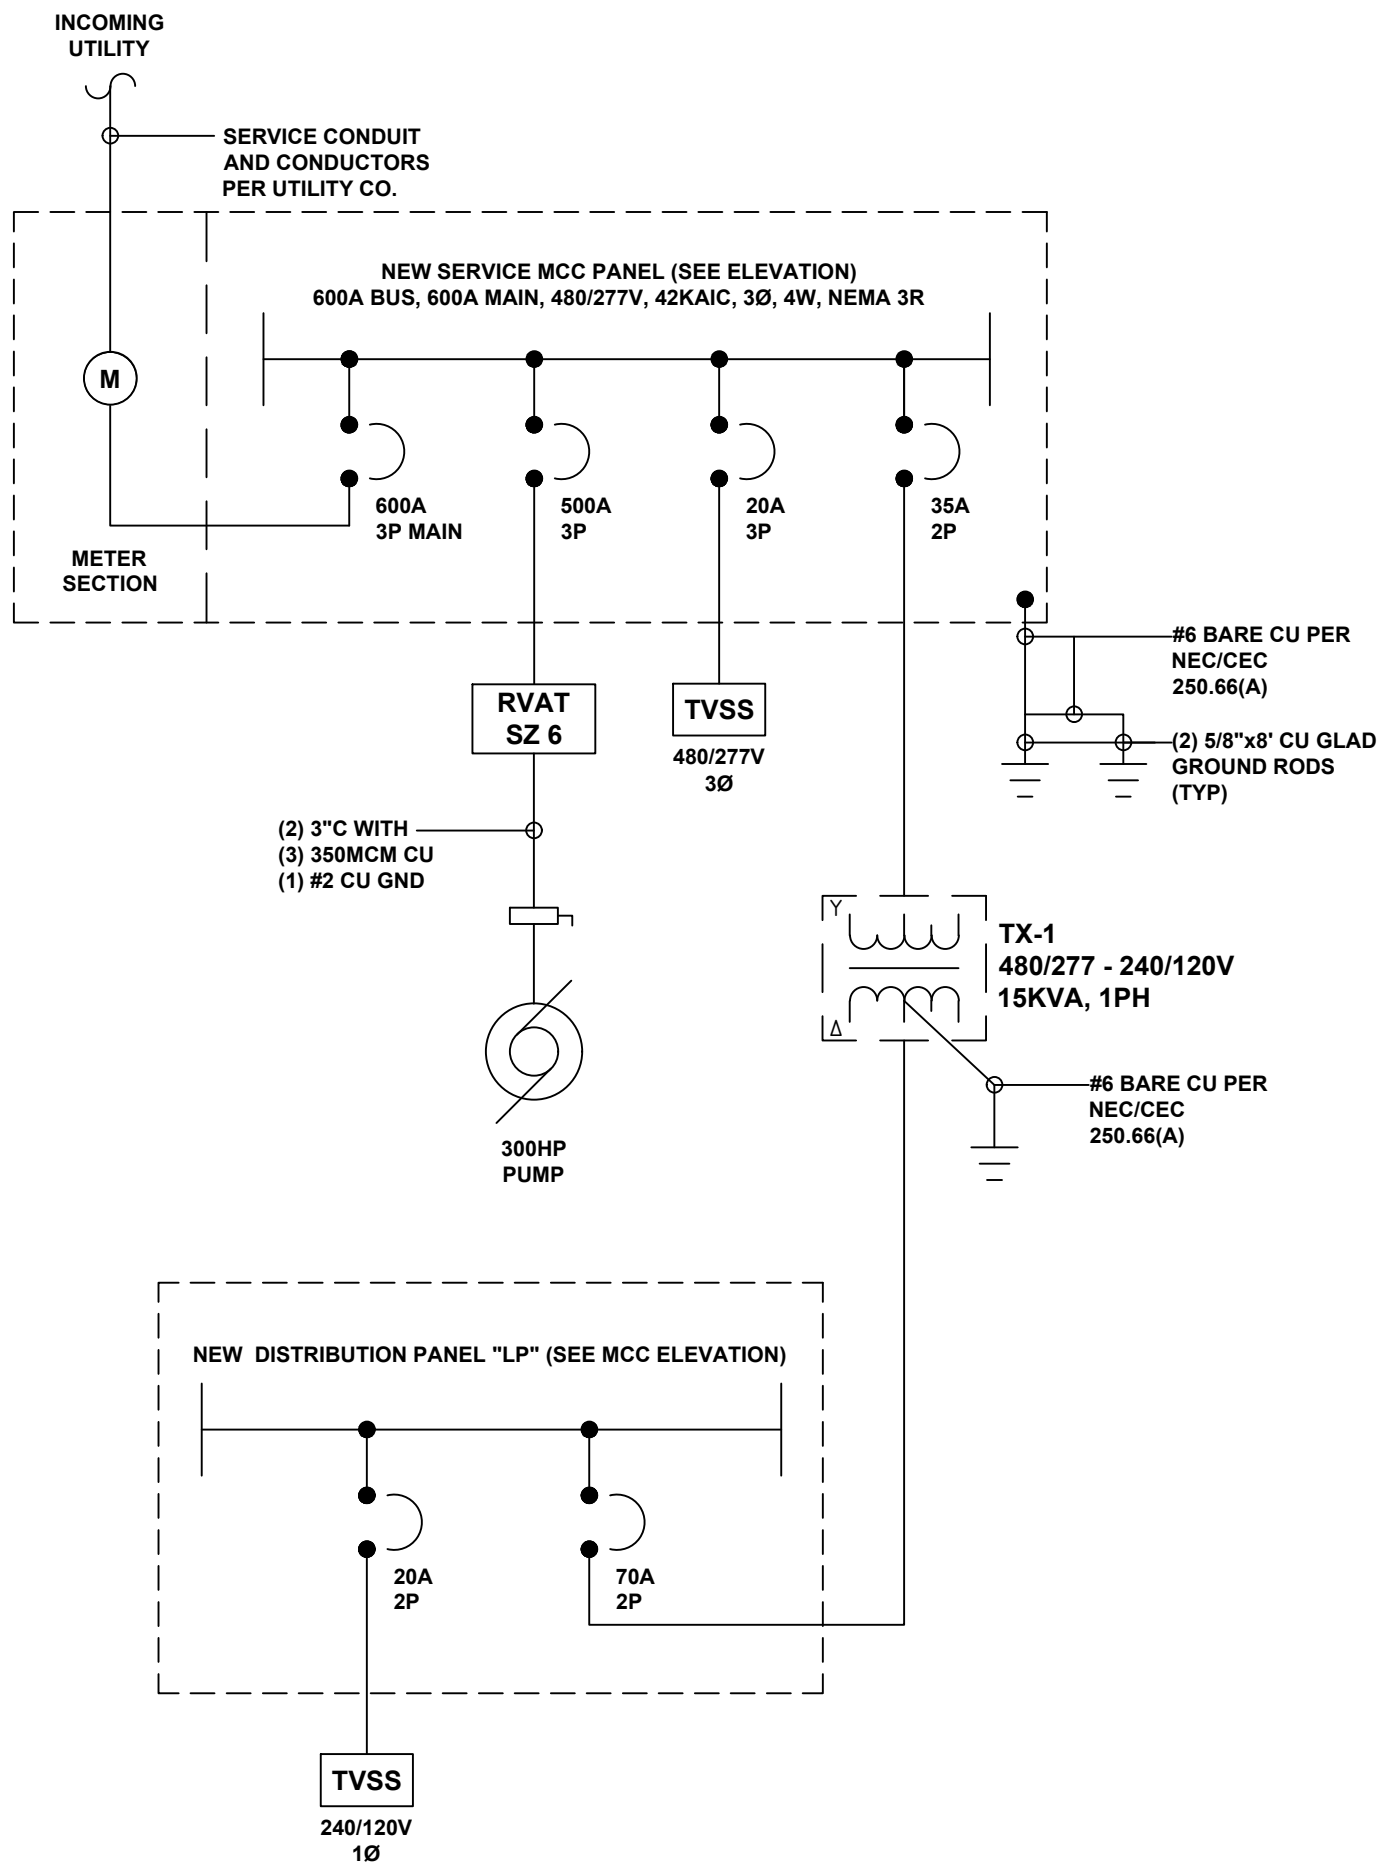 INCOMING
UTILITY
SERVICE CONDUIT
AND CONDUCTORS
PER UTILITY CO.
NEW SERVICE MCC PANEL (SEE ELEVATION)
600A BUS, 600A MAIN, 480/277V, 42KAIC, 3Ø, 4W, NEMA 3R
M
600A
3P MAIN
500A
3P
20A
3P
35A
2P
METER
SECTION
#6 BARE CU PER
NEC/CEC
250.66(A)
(2) 5/8"x8' CU GLAD
GROUND RODS
(TYP)
RVAT
SZ 6
TVSS
480/277V
3Ø
(2) 3"C WITH
(3) 350MCM CU
(1) #2 CU GND
Y
Δ
TX-1
480/277 - 240/120V
15KVA, 1PH
#6 BARE CU PER
NEC/CEC
250.66(A)
300HP
PUMP
NEW  DISTRIBUTION PANEL "LP" (SEE MCC ELEVATION)
20A
2P
70A
2P
TVSS
240/120V
1Ø